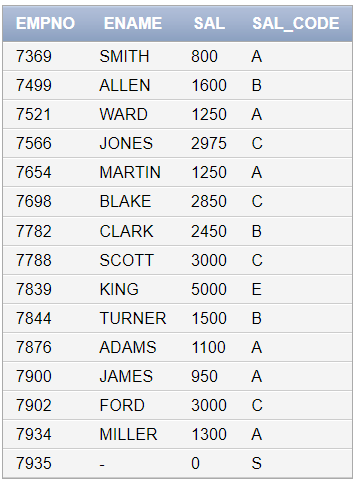 EMPNO ENAME SAL SAL_CODE
7369 SMITH 800 A
7499 ALLEN 1600 B
7521 WARD 1250 A
7566 JONES 2975 C
7654 MARTIN 1250 A
7698 BLAKE 2850 C
7782 CLARK 2450 B
7788 SCOTT 3000 C
7839 KING 5000 E
7844 TURNER 1500 B
7876 ADAMS 1100 A
7900 JAMES 950 A
7902 FORD 3000 C
7934 MILLER 1300 A
7935 - 0 S